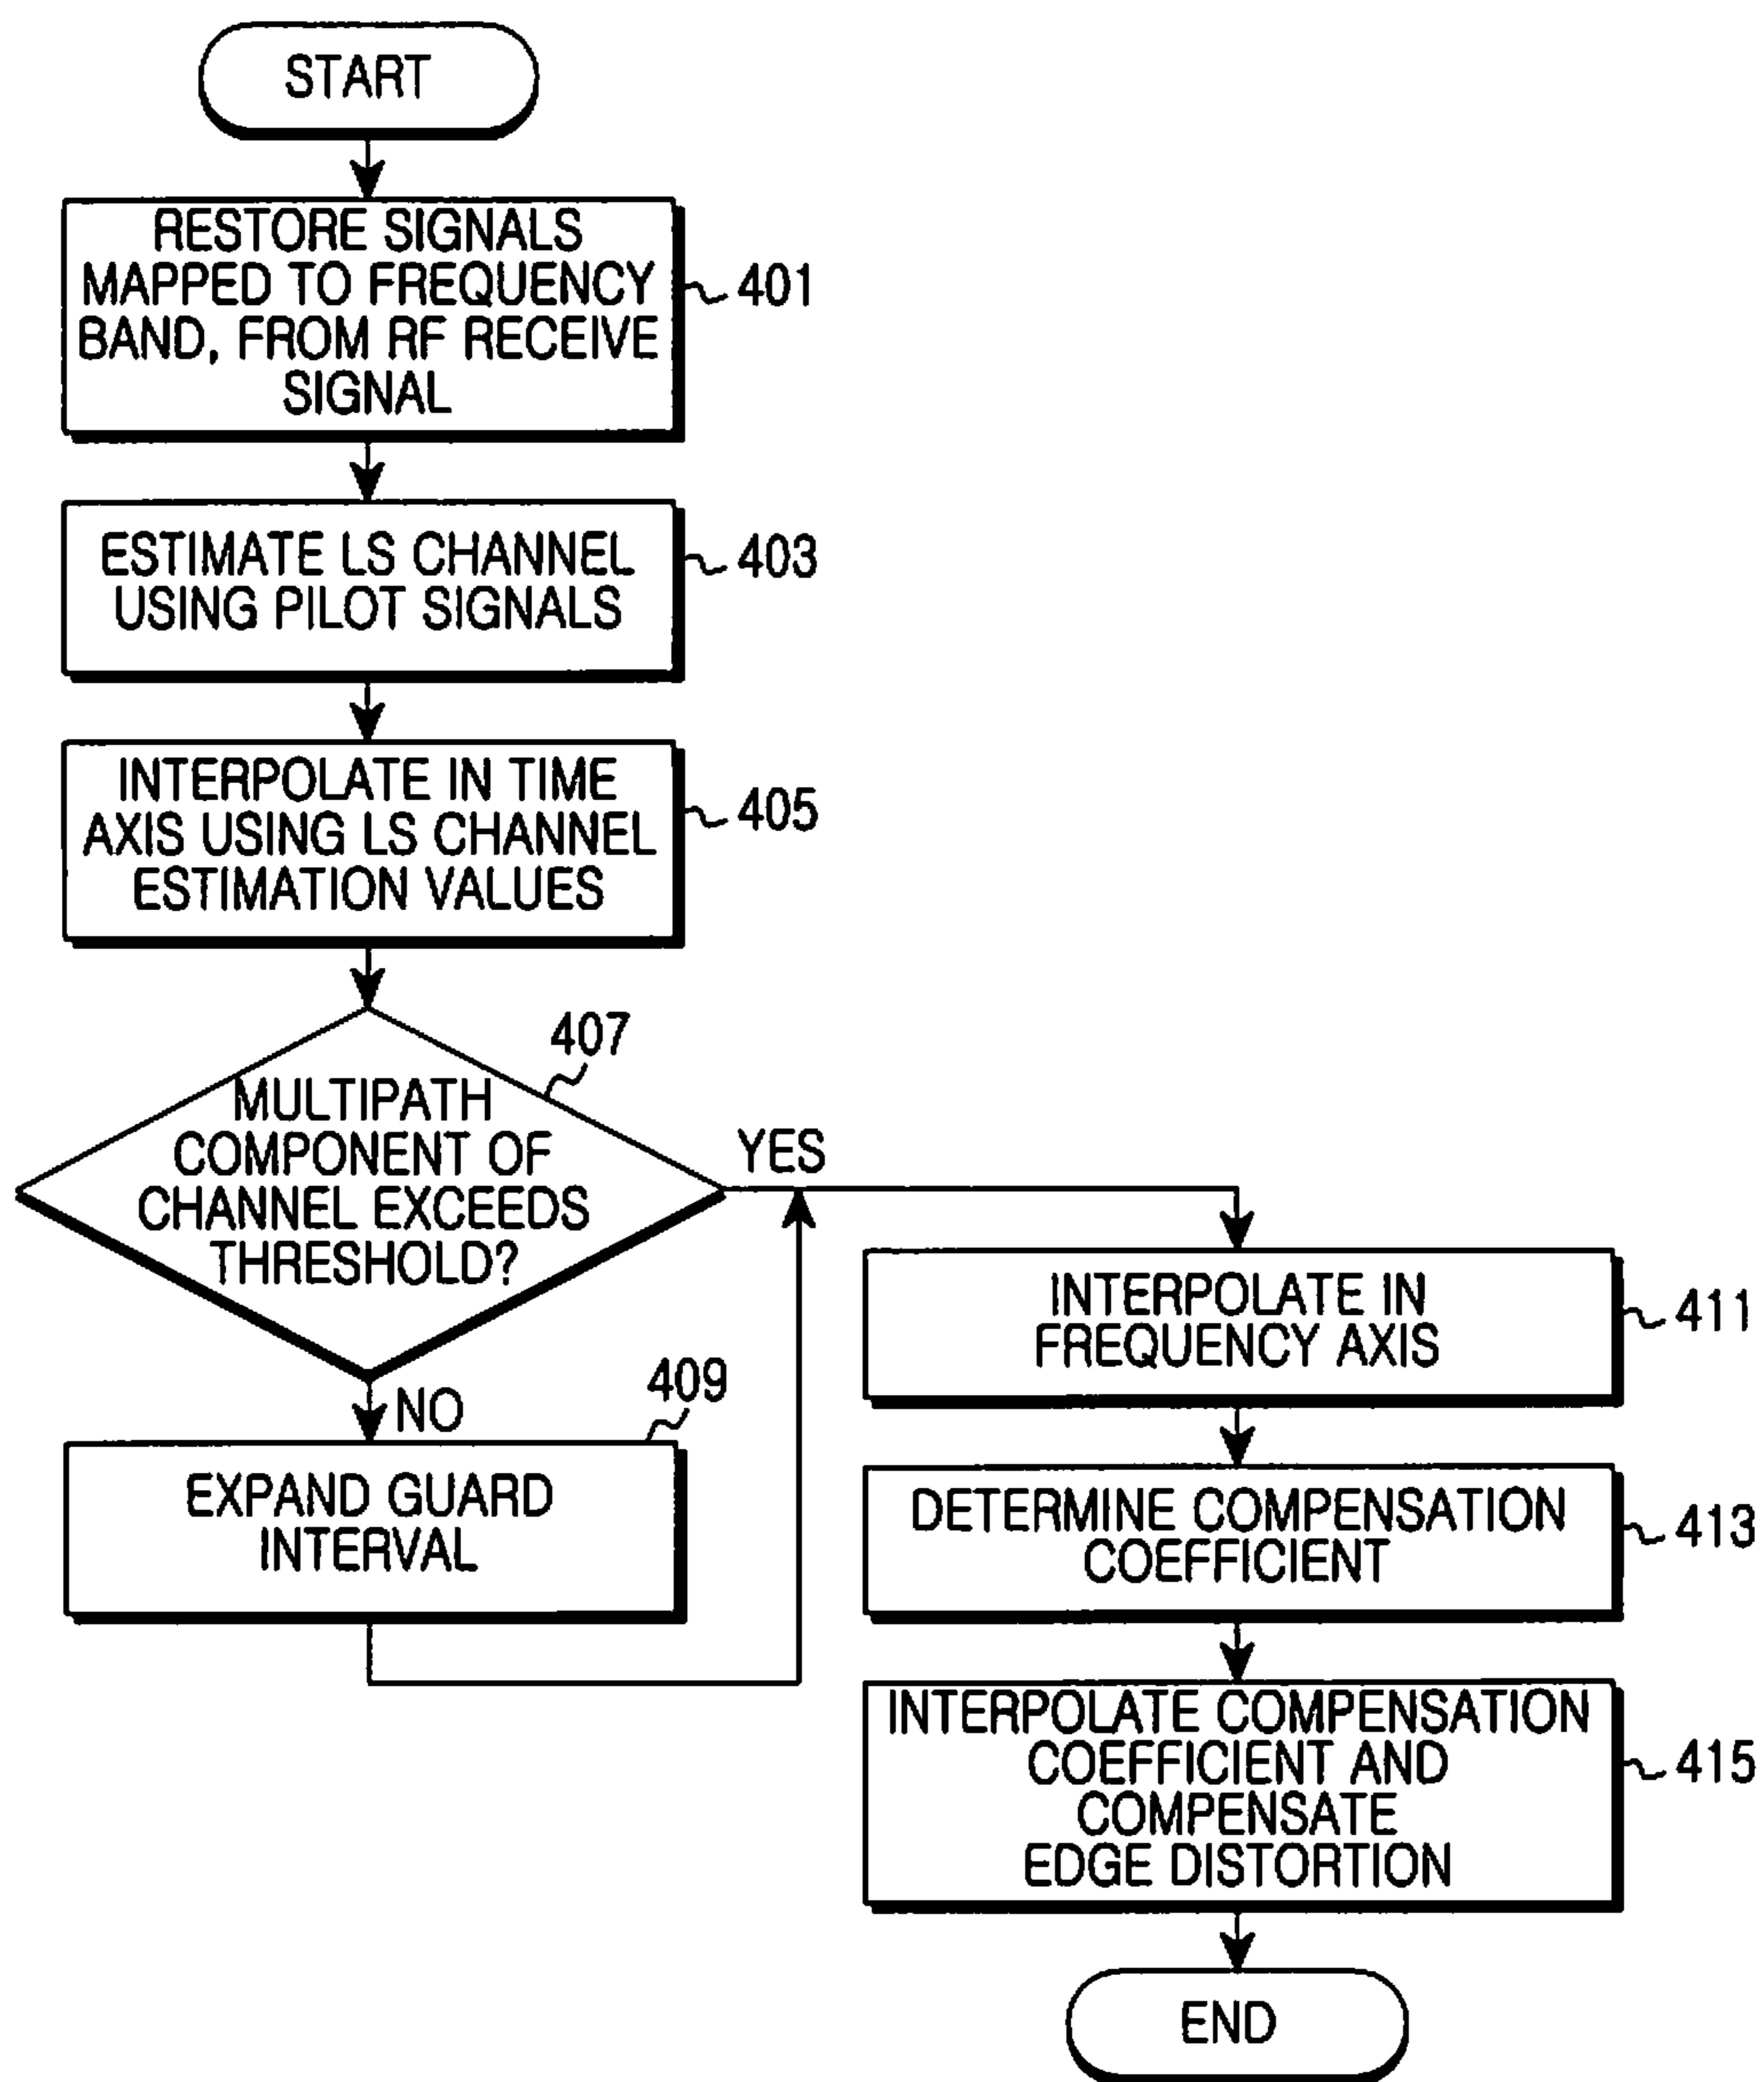 START
RESTORE SIGNALS
MAPPED TO FREQUENCY
BAND, FROM RF RECEIVE
SIGNAL
401
ESTIMATE LS CHANNEL
USING PILOT SIGNALS
403
INTERPOLATE IN TIME
AXIS USING LS CHANNEL
ESTIMATION VALUES
405
407
MULTIPATH
COMPONENT OF
CHANNEL EXCEEDS
THRESHOLD?
YES
NO
409
EXPAND GUARD
INTERVAL
INTERPOLATE IN
FREQUENCY AXIS
411
DETERMINE COMPENSATION
COEFFICIENT
413
INTERPOLATE COMPENSATION
COEFFICIENT AND
COMPENSATE
EDGE DISTORTION
415
END